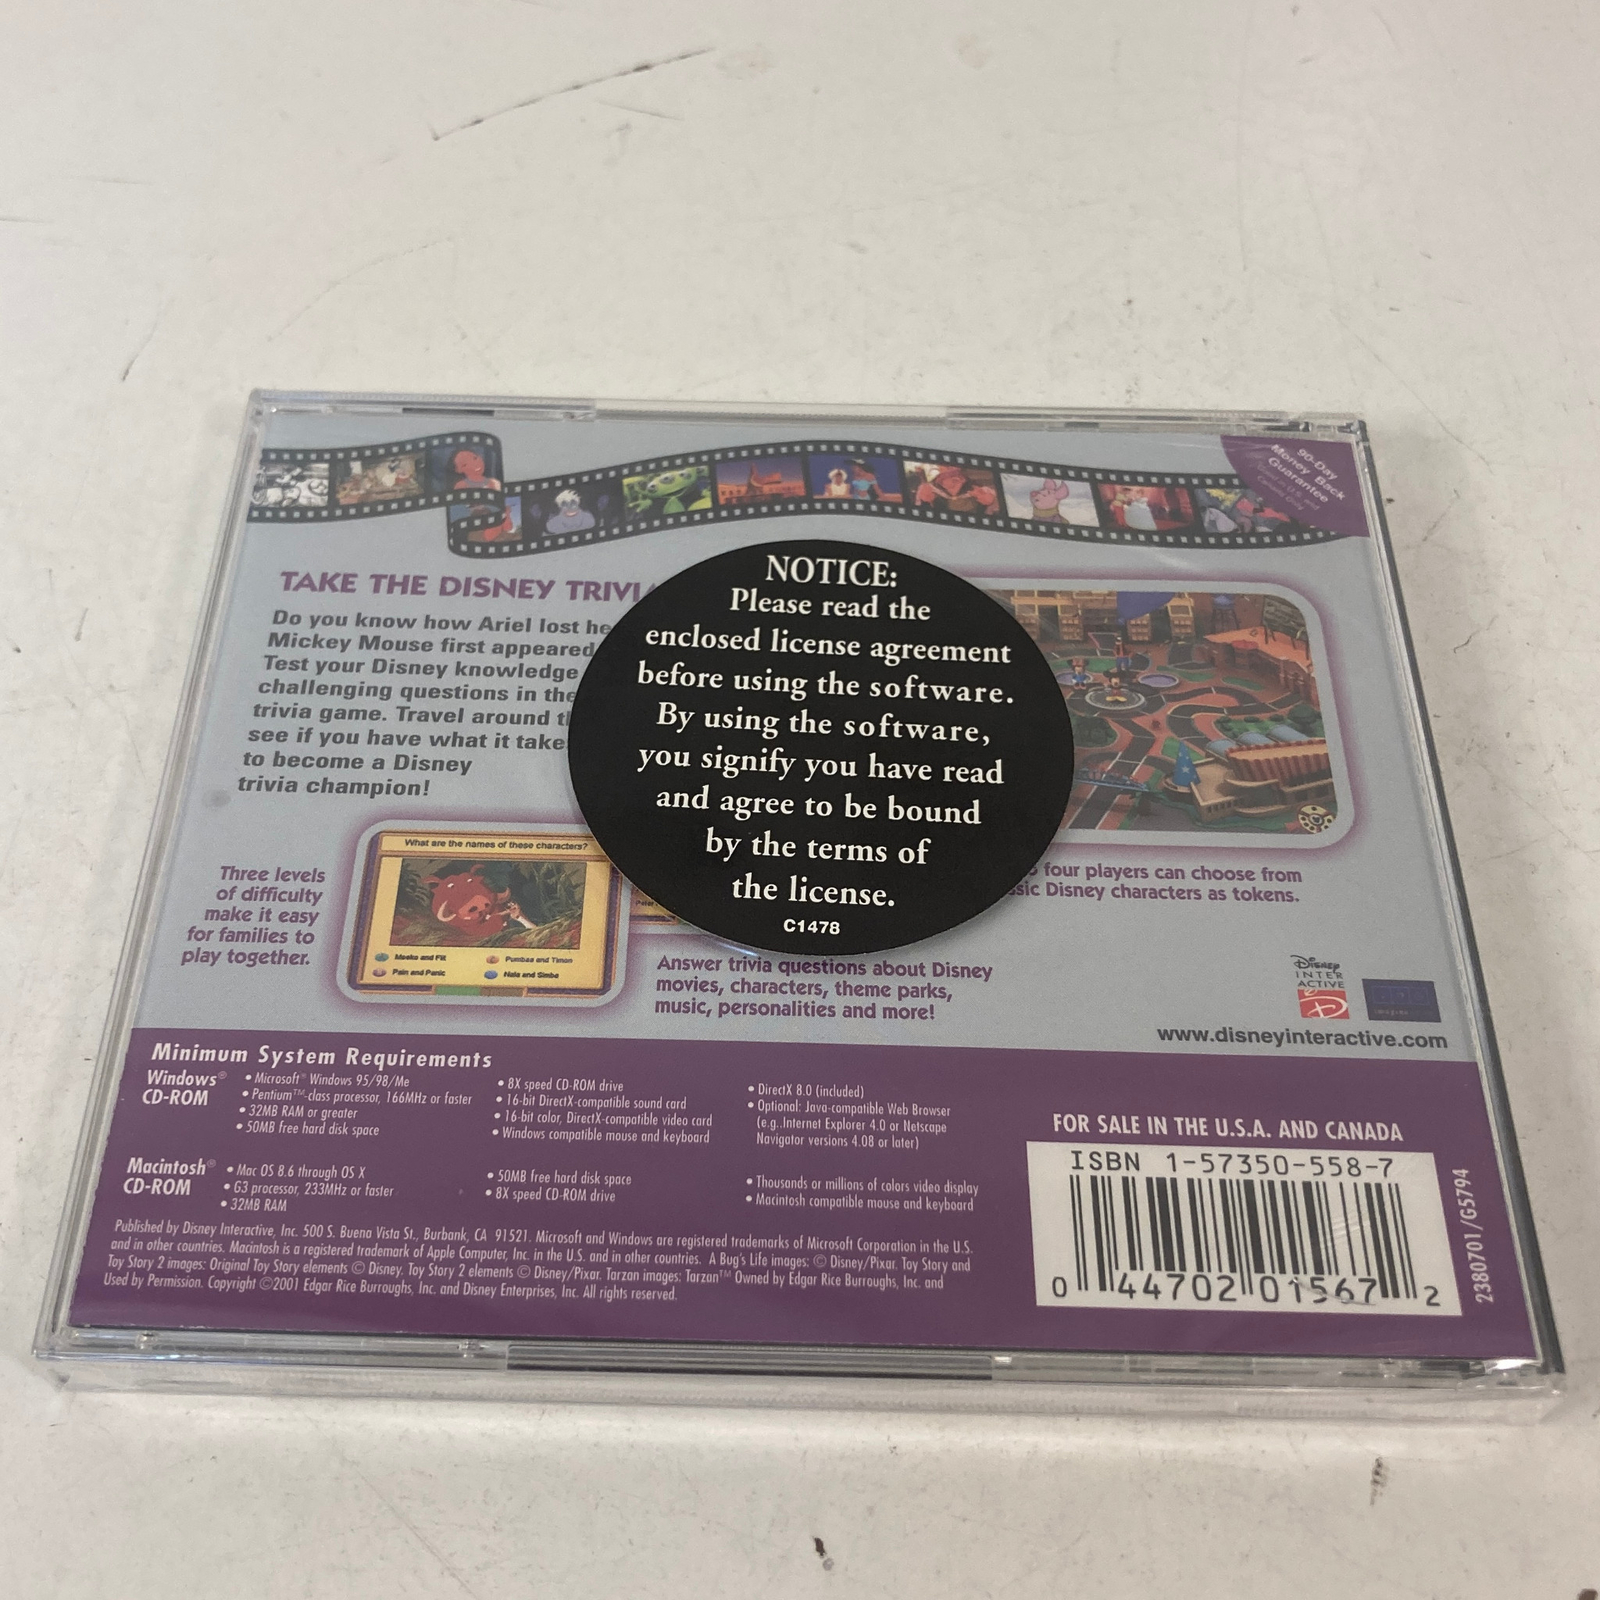 90-Day
Money Back
Guarantee
TAKE THE DISNEY
Do you know how Ariel lost
Mickey Mouse first appeared
Test your Disney knowledge
challenging questions in the
trivia game. Travel around
see if you have what it
to become a Disney
trivia champion!
NOTICE:
Please read the
enclosed license agreement
before using the software.
By using the software,
you signify you have read
and agree to be bound
by the terms of
the license.
C1478
Three levels
of difficulty
make it easy
for families to
play together.
What are the names of these characters?
Meeko and Flit
Pumbaa and Timon
Pain and Panic
Nala and Simba
Answer trivia questions about Disney
movies, characters, theme parks,
music, personalities and more!
four players can choose from
Disney characters as tokens.
Disney
INTER
ACTIVE
www.disneyinteractive.com
Minimum System Requirements
Windows®
CD-ROM
• Microsoft® Windows 95/98/Me
• Pentium™-class processor, 166MHz or faster
• 32MB RAM or greater
• 50MB free hard disk space
• 8X speed CD-ROM drive
• 16-bit DirectX-compatible sound card
• 16-bit color, DirectX-compatible video card
• Windows compatible mouse and keyboard
• DirectX 8.0 (included)
• Optional: Java-compatible Web Browser
(e.g..Internet Explorer 4.0 or Netscape
Navigator versions 4.08 or later)
Macintosh®
CD-ROM
• Mac OS 8.6 through OS X
• G3 processor, 233MHz or faster
• 32MB RAM
• 50MB free hard disk space
• 8X speed CD-ROM drive
• Thousands or millions of colors video display
• Macintosh compatible mouse and keyboard
Published by Disney Interactive, Inc. 500 S. Buena Vista St., Burbank, CA 91521. Microsoft and Windows are registered trademarks of Microsoft Corporation in the U.S.
and in other countries. Macintosh is a registered trademark of Apple Computer, Inc. in the U.S. and in other countries. A Bug's Life images: © Disney/Pixar. Toy Story and
Toy Story 2 images: Original Toy Story elements © Disney. Toy Story 2 elements © Disney/Pixar. Tarzan images: Tarzan™ Owned by Edgar Rice Burroughs, Inc. and
Used by Permission. Copyright ©2001 Edgar Rice Burroughs, Inc. and Disney Enterprises, Inc. All rights reserved.
FOR SALE IN THE U.S.A. AND CANADA
ISBN 1-57350-558-7
0 44702 01567 2
2380701/G5794